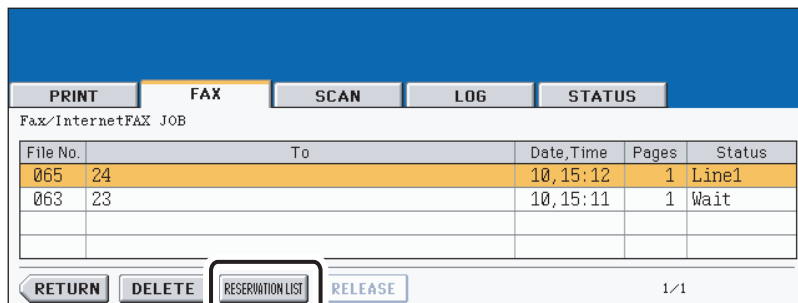 PRINT FAX SCAN LOG STATUS
Fax/InternetFAX JOB
File No. To Date,Time Pages Status
065 24 10,15:12 1 Line1
063 23 10,15:11 1 Wait
RETURN DELETE RESERVATION LIST RELEASE 1/1